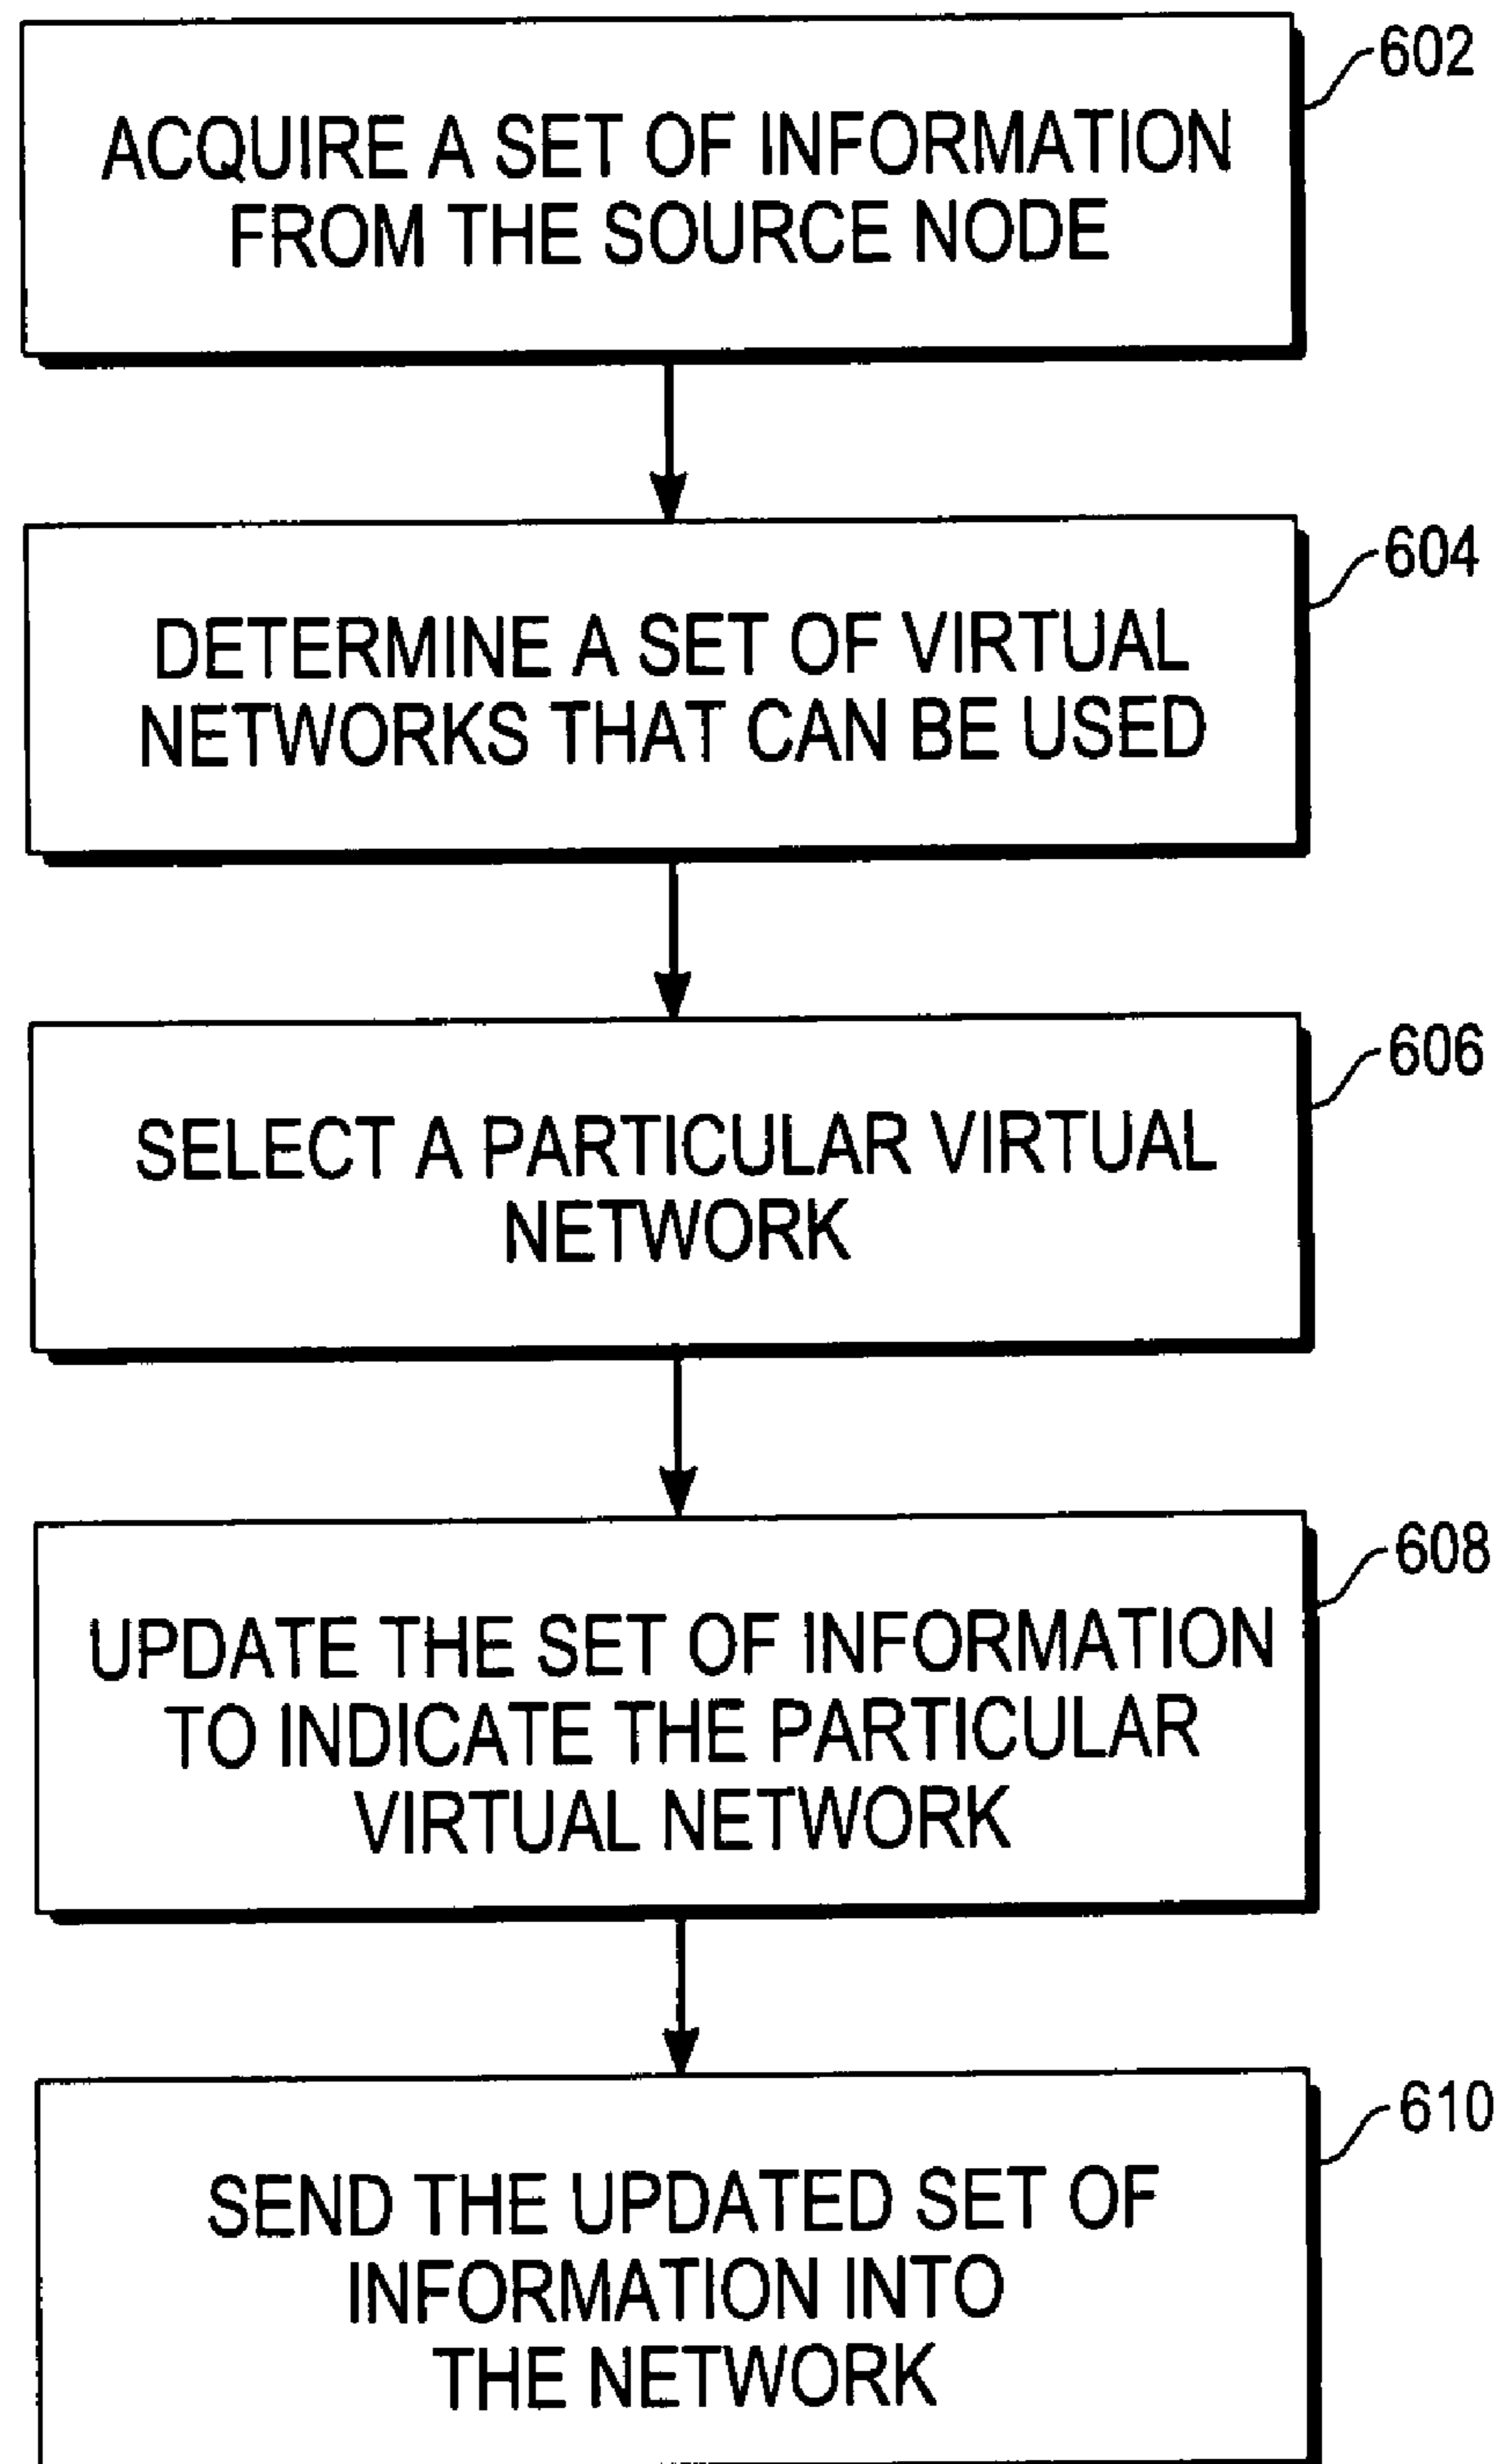 602
ACQUIRE A SET OF INFORMATION
FROM THE SOURCE NODE
604
DETERMINE A SET OF VIRTUAL
NETWORKS THAT CAN BE USED
606
SELECT A PARTICULAR VIRTUAL
NETWORK
608
UPDATE THE SET OF INFORMATION
TO INDICATE THE PARTICULAR
VIRTUAL NETWORK
610
SEND THE UPDATED SET OF
INFORMATION INTO
THE NETWORK